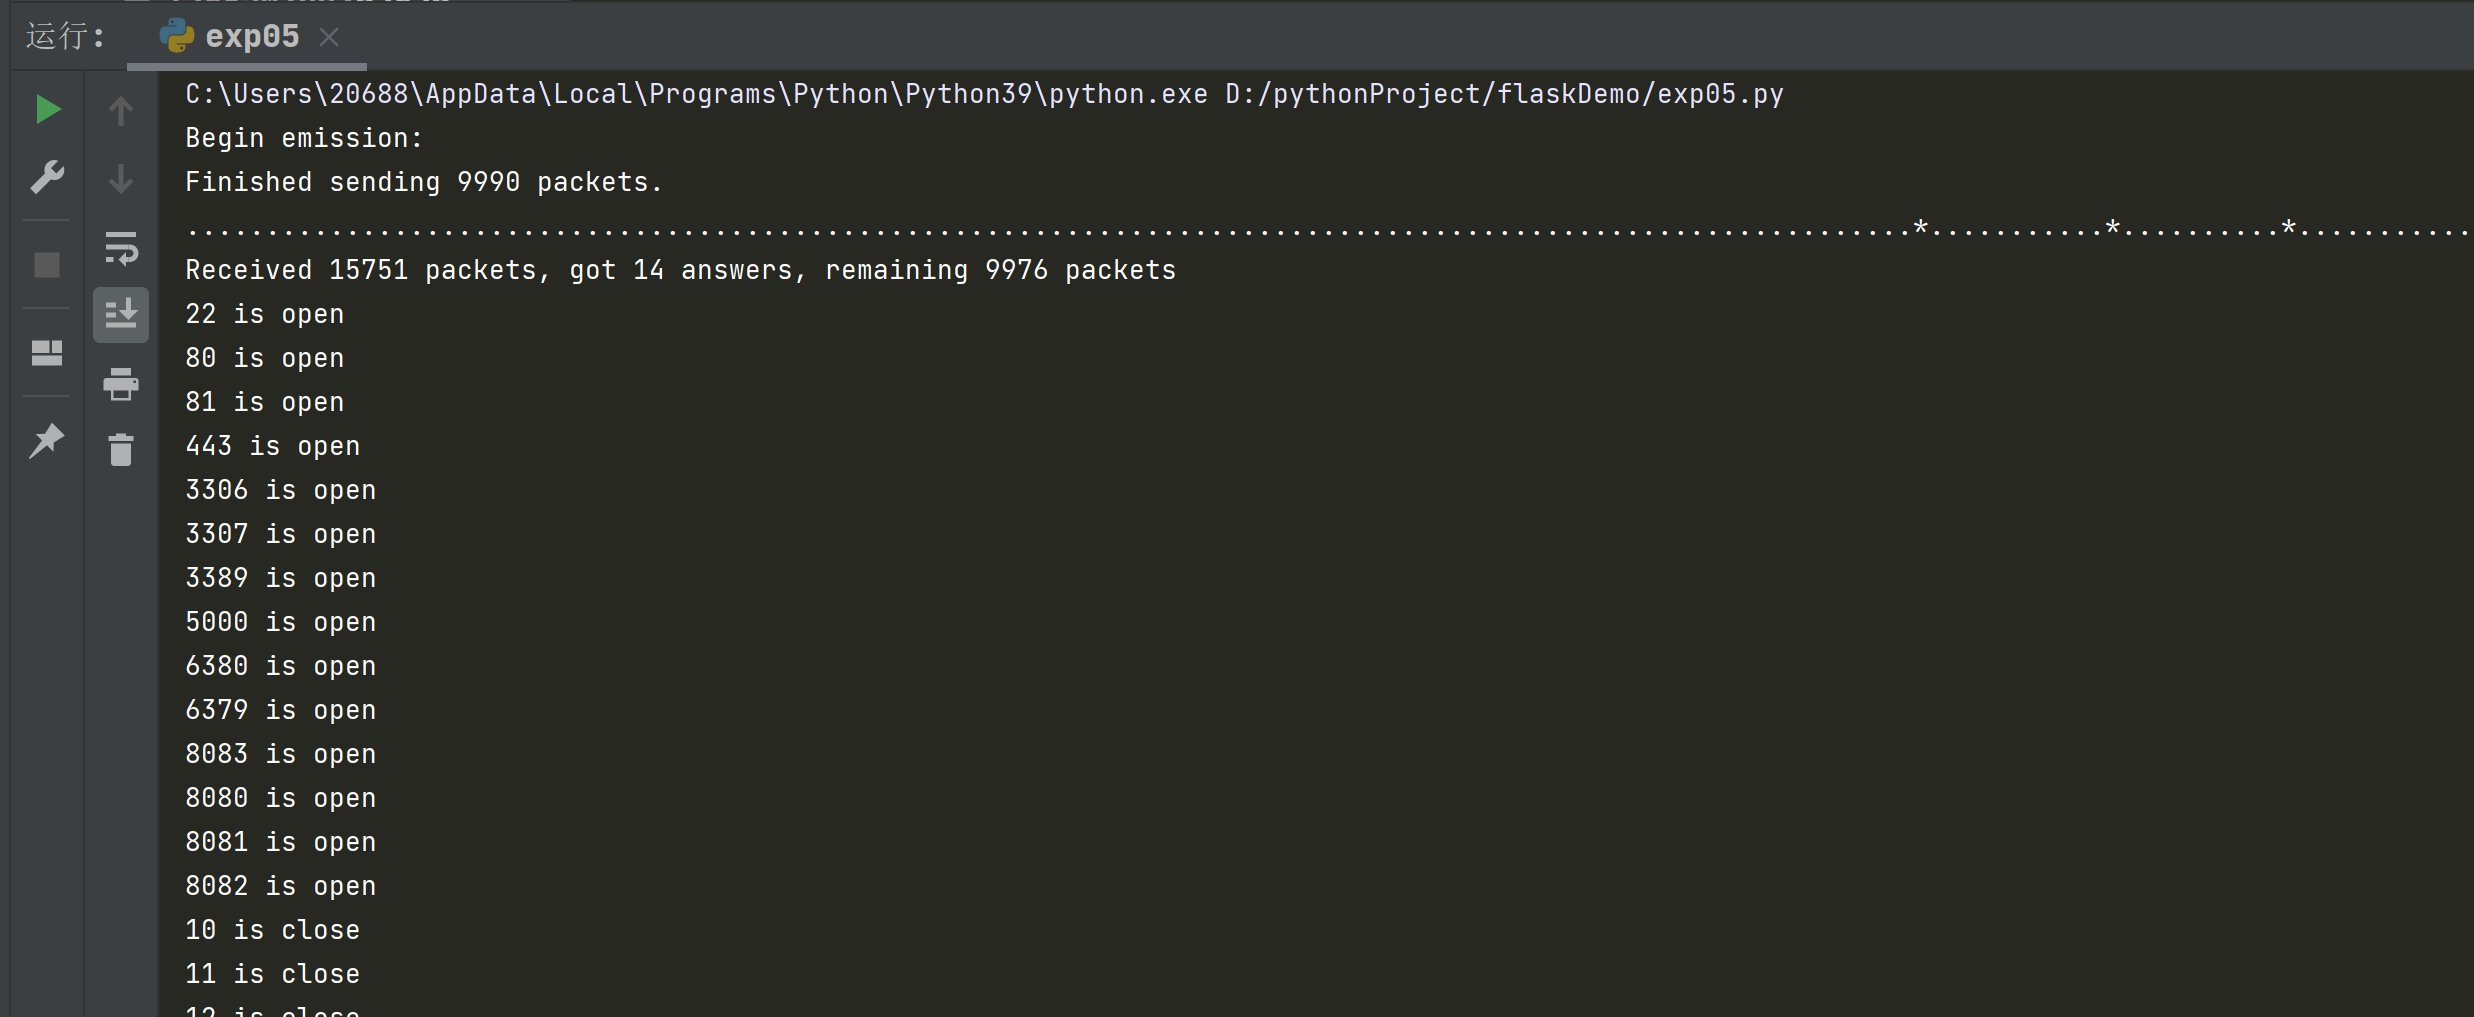 运行:
exp05
C:\Users\20688\AppData\Local\Programs\Python\Python39\python.exe D:/pythonProject/flaskDemo/exp05.py
Begin emission:
Finished sending 9990 packets.
............................................................................................................*...........*..........*...........
Received 15751 packets, got 14 answers, remaining 9976 packets
22 is open
80 is open
81 is open
443 is open
3306 is open
3307 is open
3389 is open
5000 is open
6380 is open
6379 is open
8083 is open
8080 is open
8081 is open
8082 is open
10 is close
11 is close
12 is close